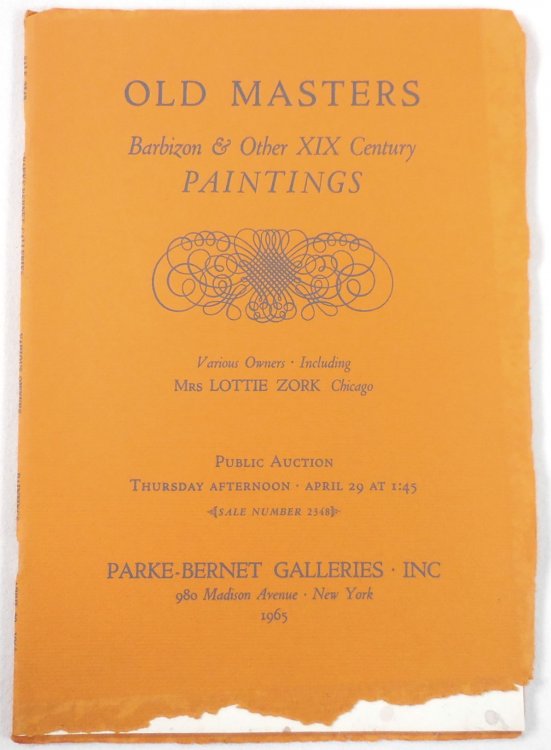 OLD MASTERS
Barbizon & Other XIX Century
PAINTINGS
Various Owners · Including
MRS LOTTIE ZORK Chicago
PUBLIC AUCTION
THURSDAY AFTERNOON · APRIL 29 AT 1:45
SALE NUMBER 2348
PARKE-BERNET GALLERIES · INC
980 Madison Avenue · New York
1965